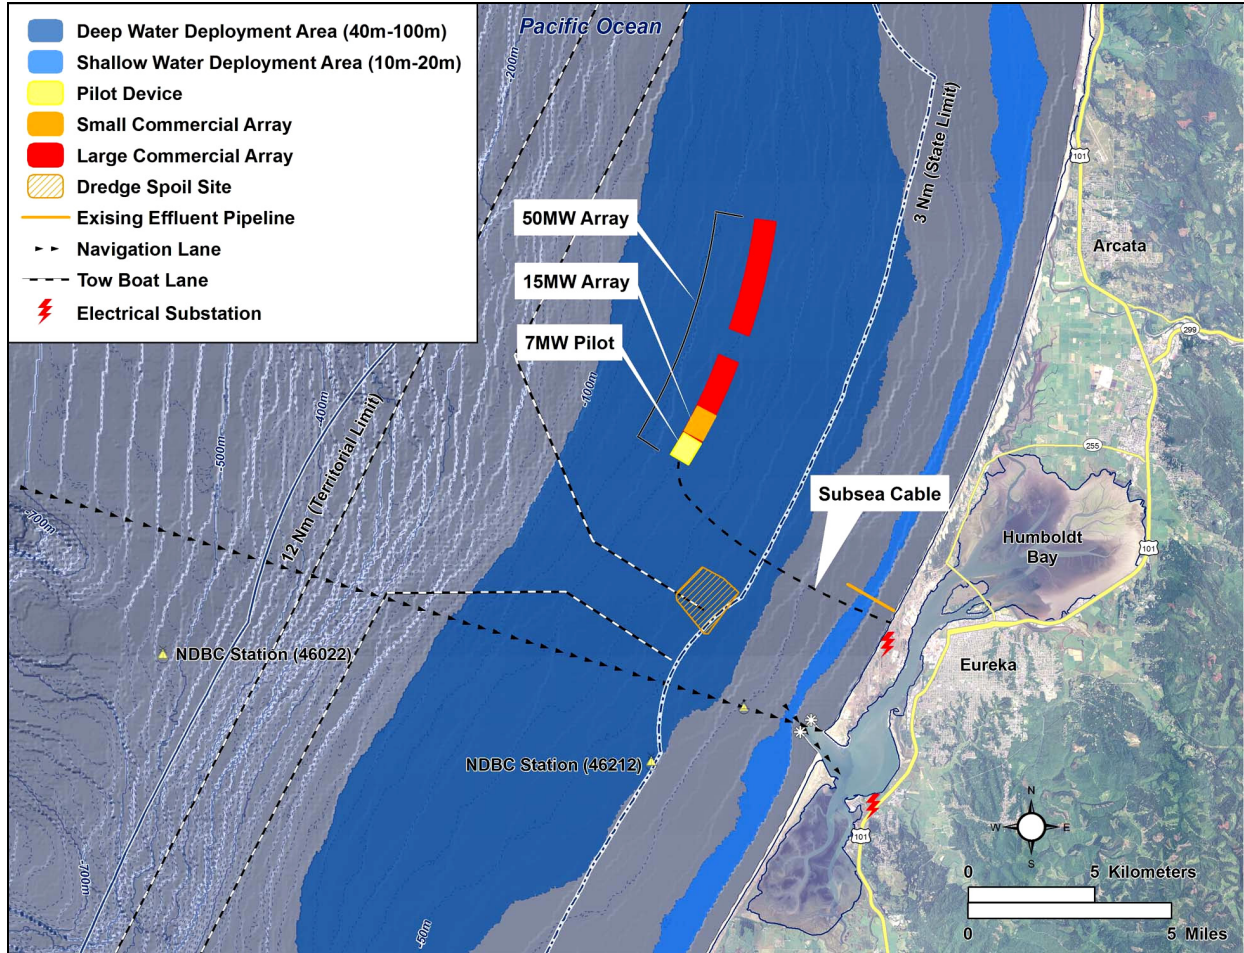 Deep Water Deployment Area (40m-100m)
Shallow Water Deployment Area (10m-20m)
Pilot Device
Small Commercial Array
Large Commercial Array
Dredge Spoil Site
Exising Effluent Pipeline
Navigation Lane
Tow Boat Lane
Electrical Substation
Pacific Ocean
-200m
3 Nm (State Limit)
101
50MW Array
Arcata
15MW Array
7MW Pilot
299
-100m
-400m
12 Nm (Territorial Limit)
-500m
255
Subsea Cable
-700m
Humboldt
Bay
101
NDBC Station (46022)
Eureka
NDBC Station (46212)
N
W
E
S
101
-700m
-50m
0
5 Kilometers
0
5 Miles